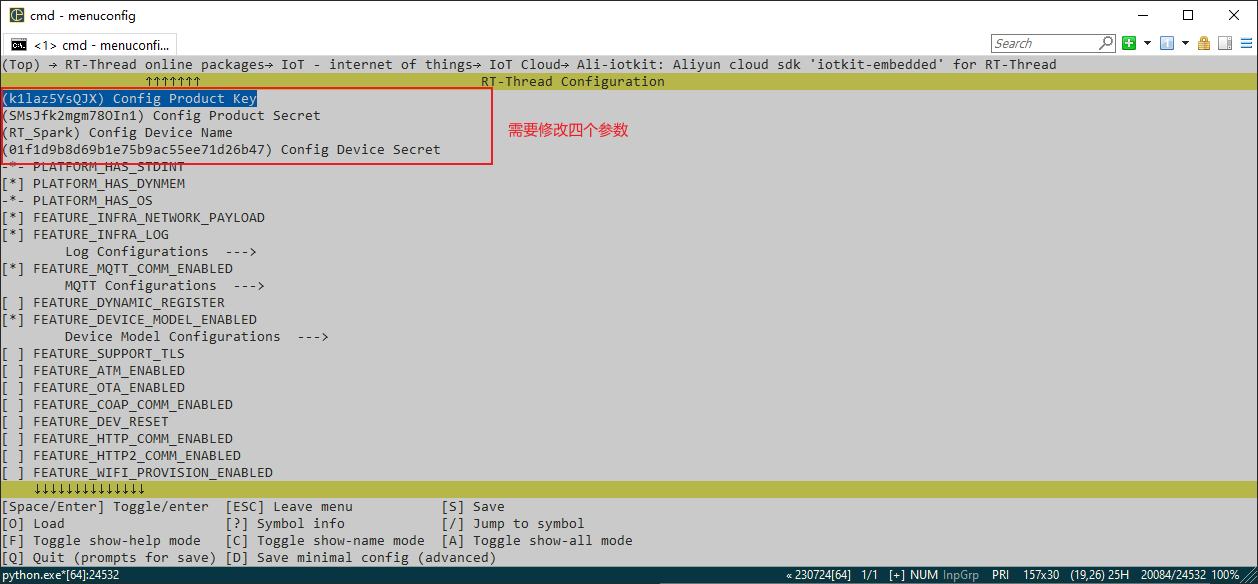 cmd - menuconfig
<1> cmd - menuconfi...
Search
(Top) → RT-Thread online packages→ IoT - internet of things→ IoT Cloud→ Ali-iotkit: Aliyun cloud sdk 'iotkit-embedded' for RT-Thread
↑↑↑↑↑↑↑ RT-Thread Configuration
(k1laz5YsQJX) Config Product Key
(SMsJfk2mgm78OIn1) Config Product Secret
(RT_Spark) Config Device Name
需要修改四个参数
(01f1d9b8d69b1e75b9ac55ee71d26b47) Config Device Secret
-*- PLATFORM_HAS_STDINT
[*] PLATFORM_HAS_DYNMEM
-*- PLATFORM_HAS_OS
[*] FEATURE_INFRA_NETWORK_PAYLOAD
[*] FEATURE_INFRA_LOG
Log Configurations --->
[*] FEATURE_MQTT_COMM_ENABLED
MQTT Configurations --->
[ ] FEATURE_DYNAMIC_REGISTER
[*] FEATURE_DEVICE_MODEL_ENABLED
Device Model Configurations --->
[ ] FEATURE_SUPPORT_TLS
[ ] FEATURE_ATM_ENABLED
[ ] FEATURE_OTA_ENABLED
[ ] FEATURE_COAP_COMM_ENABLED
[ ] FEATURE_DEV_RESET
[ ] FEATURE_HTTP_COMM_ENABLED
[ ] FEATURE_HTTP2_COMM_ENABLED
[ ] FEATURE_WIFI_PROVISION_ENABLED
↓↓↓↓↓↓↓↓↓↓↓↓↓↓
[Space/Enter] Toggle/enter [ESC] Leave menu [S] Save
[O] Load [?] Symbol info [/] Jump to symbol
[F] Toggle show-help mode [C] Toggle show-name mode [A] Toggle show-all mode
[Q] Quit (prompts for save) [D] Save minimal config (advanced)
python.exe*[64]:24532 « 230724[64] 1/1 [+] NUM InpGrp PRI 157x30 (19,26) 25H 20084/24532 100%